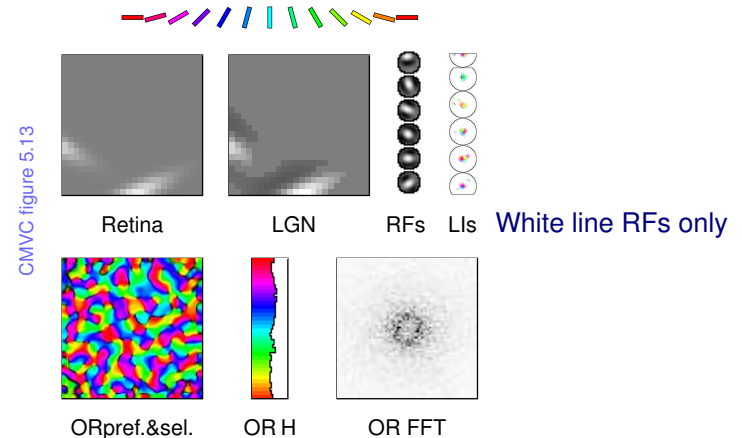 CMVC figure 5.13
Retina
LGN
RFs
LIs
White line RFs only
ORpref.&sel.
OR H
OR FFT